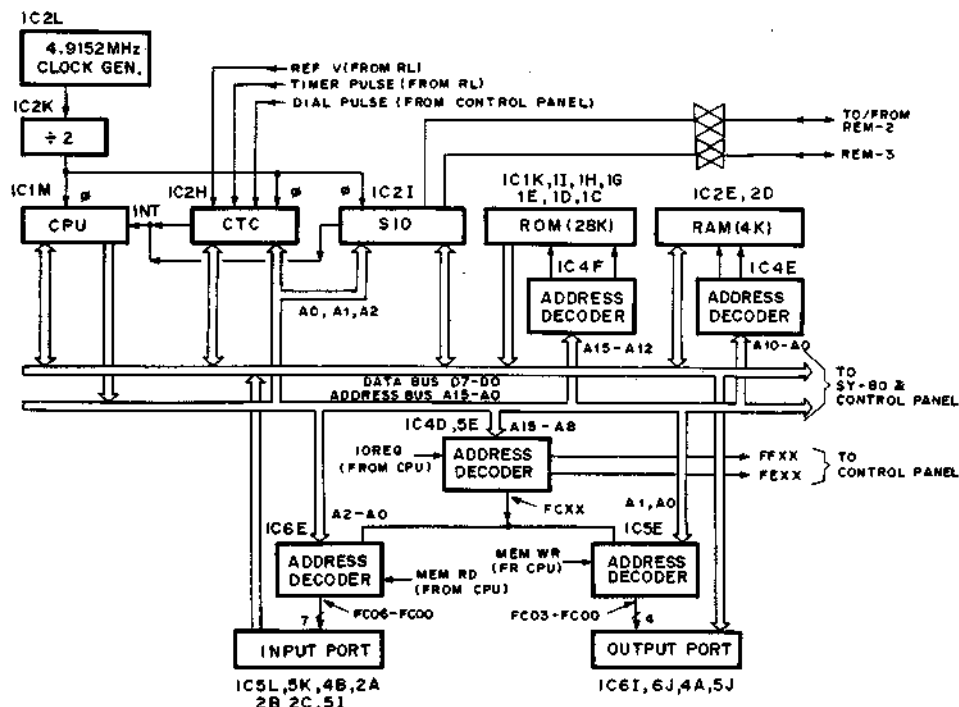 IC2L
4.9152MHz
CLOCK GEN.
IC2K
÷ 2
REF V (FROM RL)
TIMER PULSE (FROM RL)
DIAL PULSE (FROM CONTROL PANEL)
TO/FROM
REM-2
REM-3
IC1M
ø
IC2H
ø
ø
IC2I
IC1K, 1I, 1H, 1G
1E, 1D, 1C
IC2E, 2D
CPU
INT
CTC
SIO
ROM (28K)
RAM (4K)
IC4F
IC4E
ADDRESS
DECODER
ADDRESS
DECODER
A0, A1, A2
A15-A12
A10-A0
DATA BUS D7-D0
ADDRESS BUS A15-A0
TO
SY-80 &
CONTROL PANEL
IC4D, 5E
A15-A8
IOREQ
(FROM CPU)
ADDRESS
DECODER
FFXX
FEXX
TO
CONTROL PANEL
FCXX
A2-A0
A1, A0
IC6E
IC5E
ADDRESS
DECODER
MEM RD
(FROM CPU)
MEM WR
(FR CPU)
ADDRESS
DECODER
7
FC06-FC00
FC03-FC00
4
INPUT PORT
OUTPUT PORT
IC5L, 5K, 4B, 2A
2B, 2C, 5I
IC6I, 6J, 4A, 5J